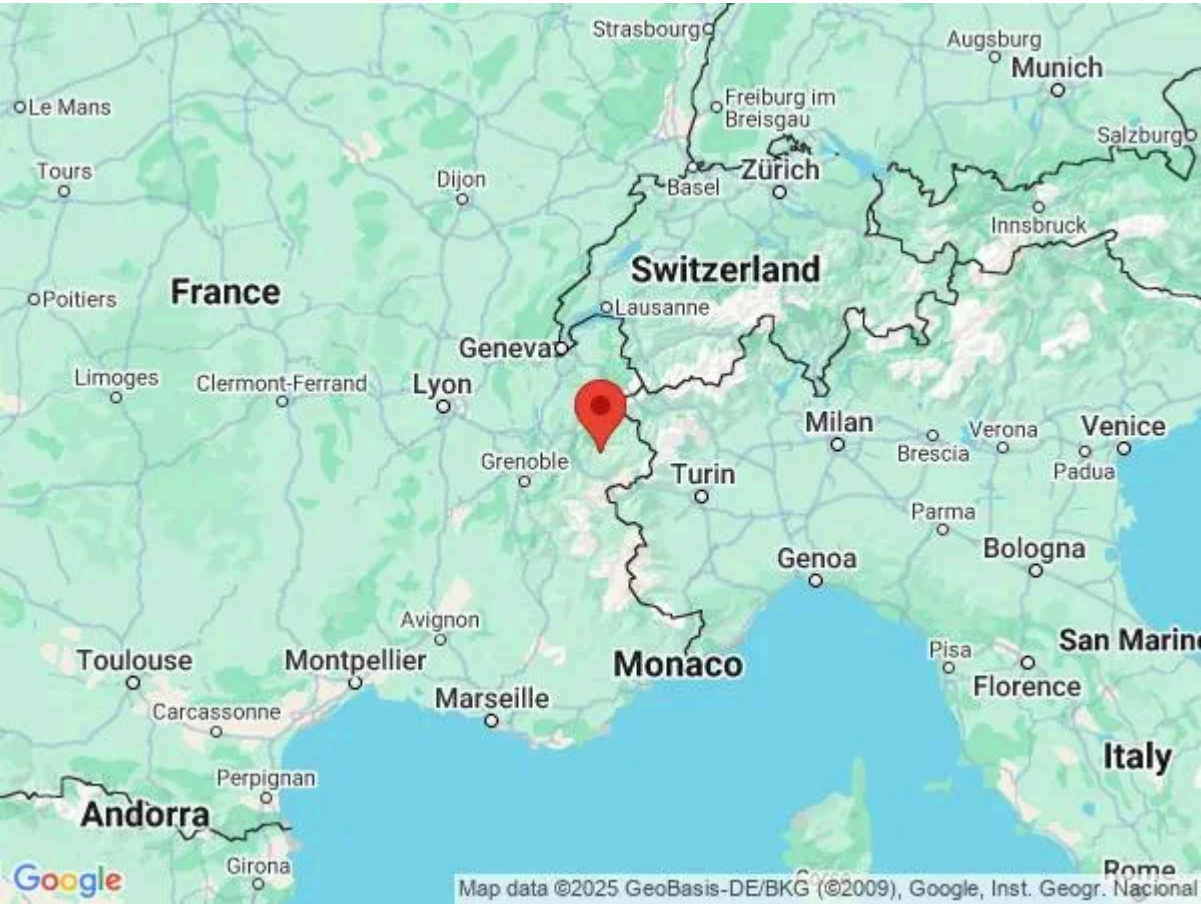 Strasbourg
Augsburg
Munich
Le Mans
Freiburg im
Breisgau
Salzburg
Tours
Dijon
Basel
Zürich
Innsbruck
Switzerland
France
Poitiers
Lausanne
Geneva
Limoges
Clermont-Ferrand
Lyon
Milan
Verona
Venice
Brescia
Padua
Grenoble
Turin
Parma
Bologna
Genoa
Avignon
Toulouse
Montpellier
Monaco
Pisa
San Marino
Florence
Marseille
Carcassonne
Italy
Perpignan
Andorra
Girona
Rome
Google
Map data ©2025 GeoBasis-DE/BKG (©2009), Google, Inst. Geogr. Nacional